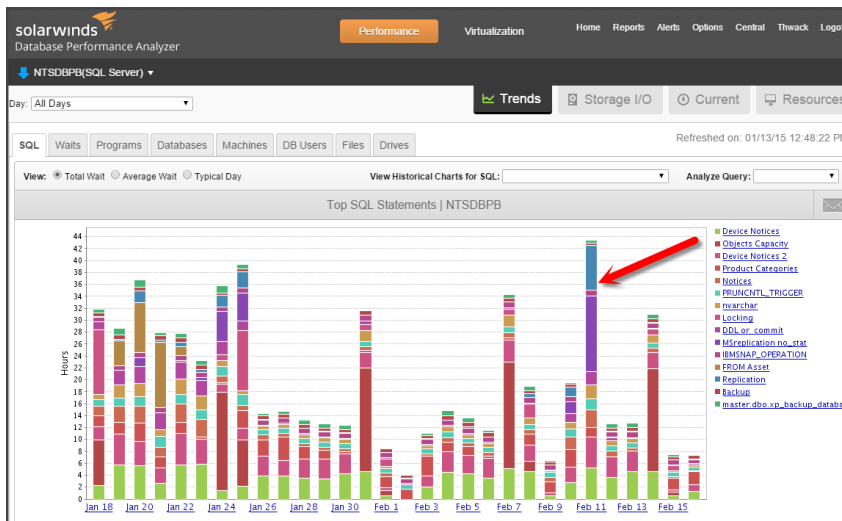 solarwinds
Database Performance Analyzer
Performance Virtualization Home Reports Alerts Options Central Thwack Logo
NTSDBPB(SQL Server)
Day: All Days
Trends Storage I/O Current Resources
SQL Waits Programs Databases Machines DB Users Files Drives
Refreshed on: 01/13/15 12:48:22 PM
View: Total Wait Average Wait Typical Day View Historical Charts for SQL: Analyze Query:
Top SQL Statements | NTSDBPB
Hours
44
42
40
38
36
34
32
30
28
26
24
22
20
18
16
14
12
10
8
6
4
2
0
Jan 18 Jan 20 Jan 22 Jan 24 Jan 26 Jan 28 Jan 30 Feb 1 Feb 3 Feb 5 Feb 7 Feb 9 Feb 11 Feb 13 Feb 15
Device Notices
Objects Capacity
Device Notices 2
Product Categories
Notices
PRUNCNTL_TRIGGER
nvarchar
Locking
DDL or commit
MSreplication no_stat
IBMSNAP_OPERATION
FROM Asset
Replication
Backup
master.dbo.xp_backup_databa